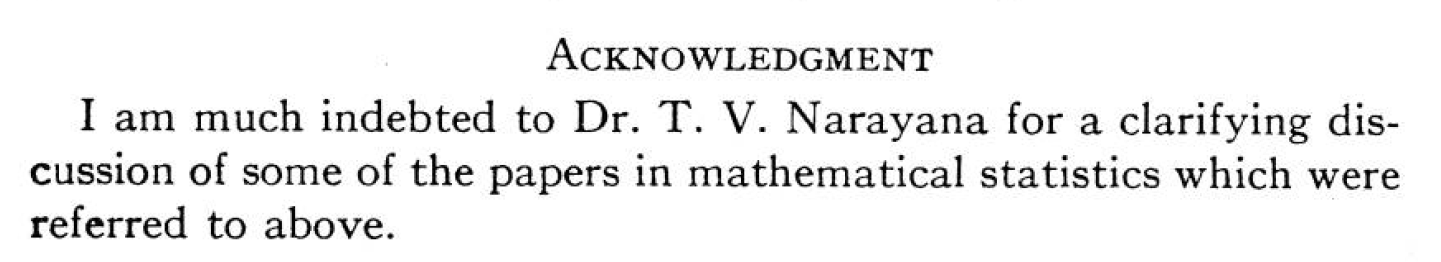 ACKNOWLEDGMENT
I am much indebted to Dr. T. V. Narayana for a clarifying dis-
cussion of some of the papers in mathematical statistics which were
referred to above.